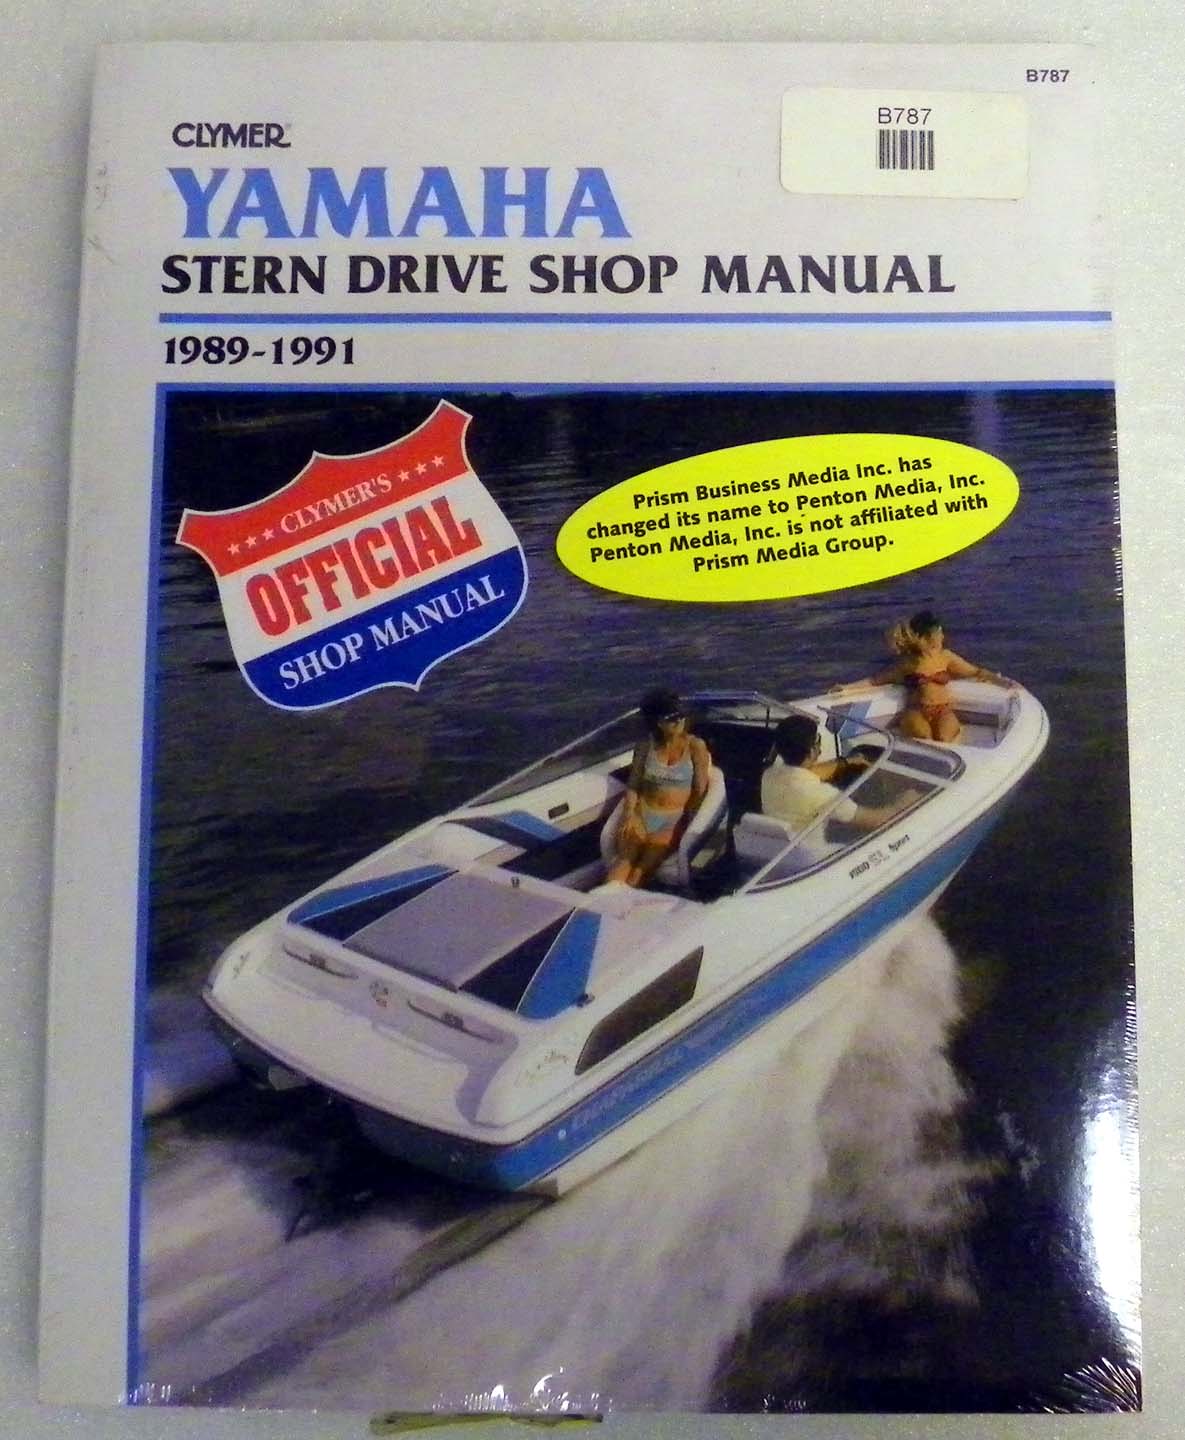 B787
B787
CLYMER®
YAMAHA
STERN DRIVE SHOP MANUAL
1989-1991
★★★ CLYMER'S ★★★
OFFICIAL
SHOP MANUAL
Prism Business Media Inc. has
changed its name to Penton Media, Inc.
Penton Media, Inc. is not affiliated with
Prism Media Group.
Sport